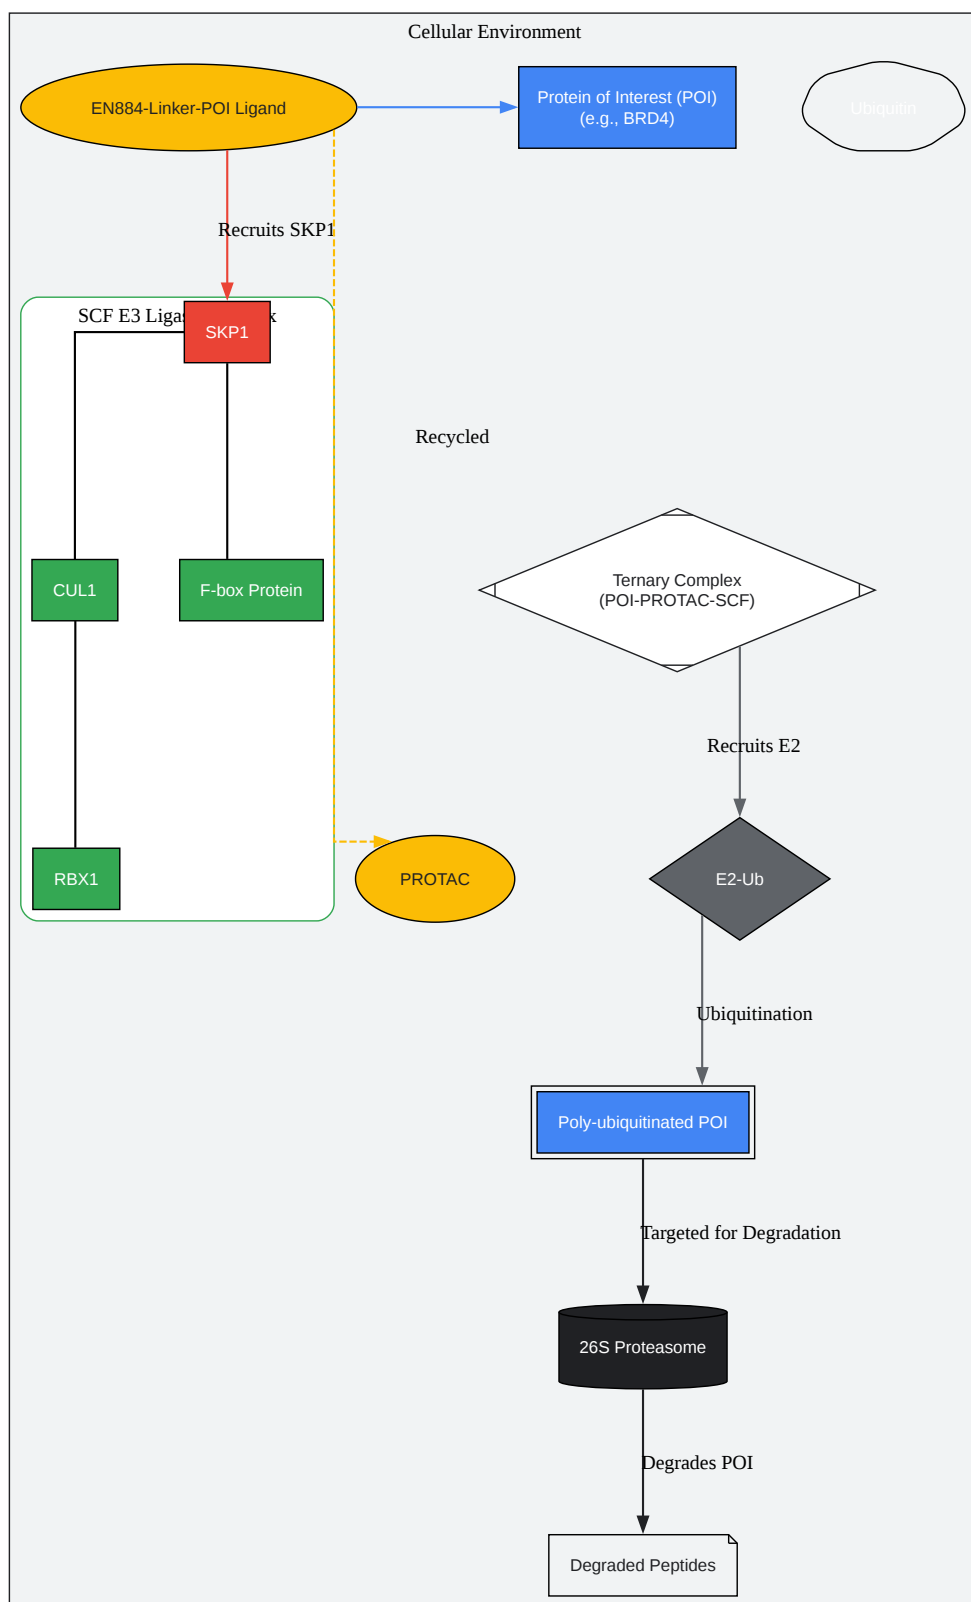 Cellular Environment
EN884-Linker-POI Ligand
Protein of Interest (POI)
(e.g., BRD4)
Ubiquitin
Recruits SKP1
SCF E3
SKP1
Recycled
CUL1
F-box Protein
Ternary Complex
(POI-PROTAC-SCF)
Recruits E2
RBX1
PROTAC
E2-Ub
Ubiquitination
Poly-ubiquitinated POI
Targeted for Degradation
26S Proteasome
Degrades POI
Degraded Peptides